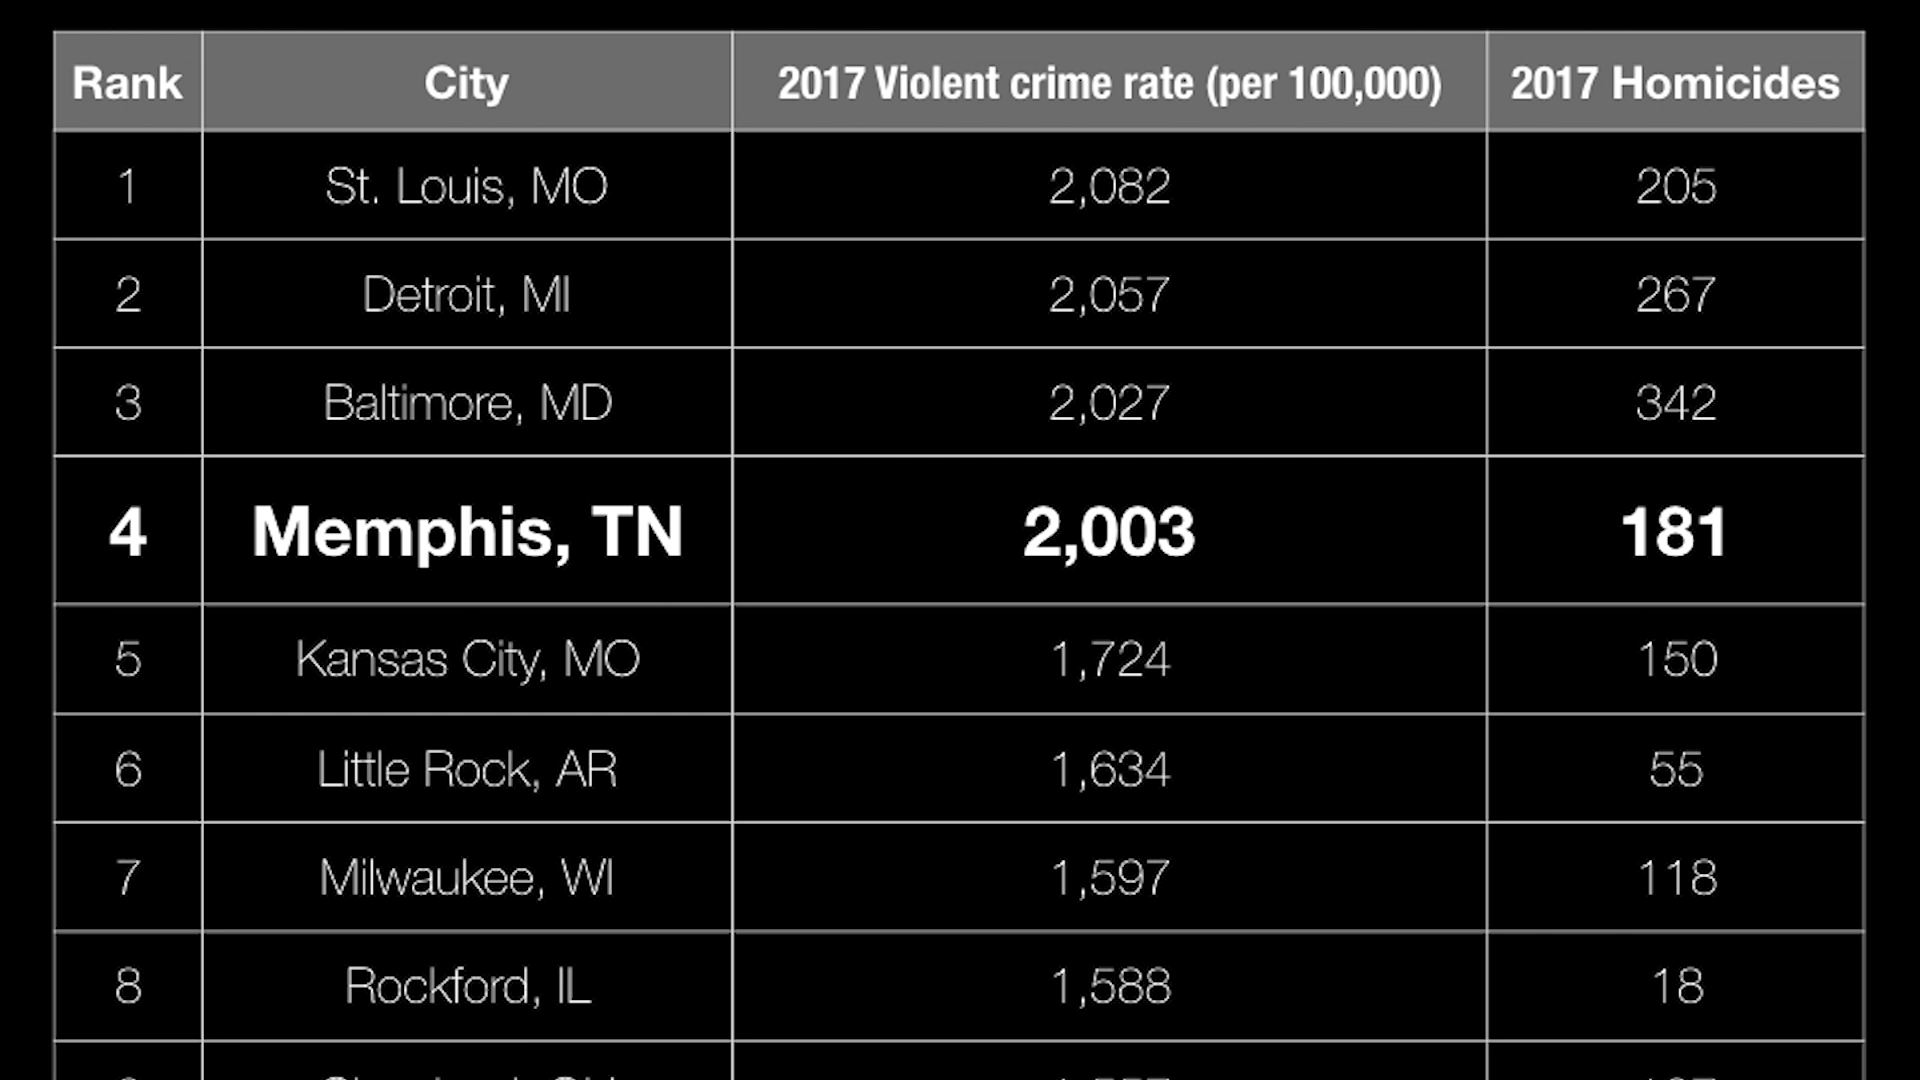 Rank City 2017 Violent crime rate (per 100,000) 2017 Homicides
1 St. Louis, MO 2,082 205
2 Detroit, MI 2,057 267
3 Baltimore, MD 2,027 342
4 Memphis, TN 2,003 181
5 Kansas City, MO 1,724 150
6 Little Rock, AR 1,634 55
7 Milwaukee, WI 1,597 118
8 Rockford, IL 1,588 18